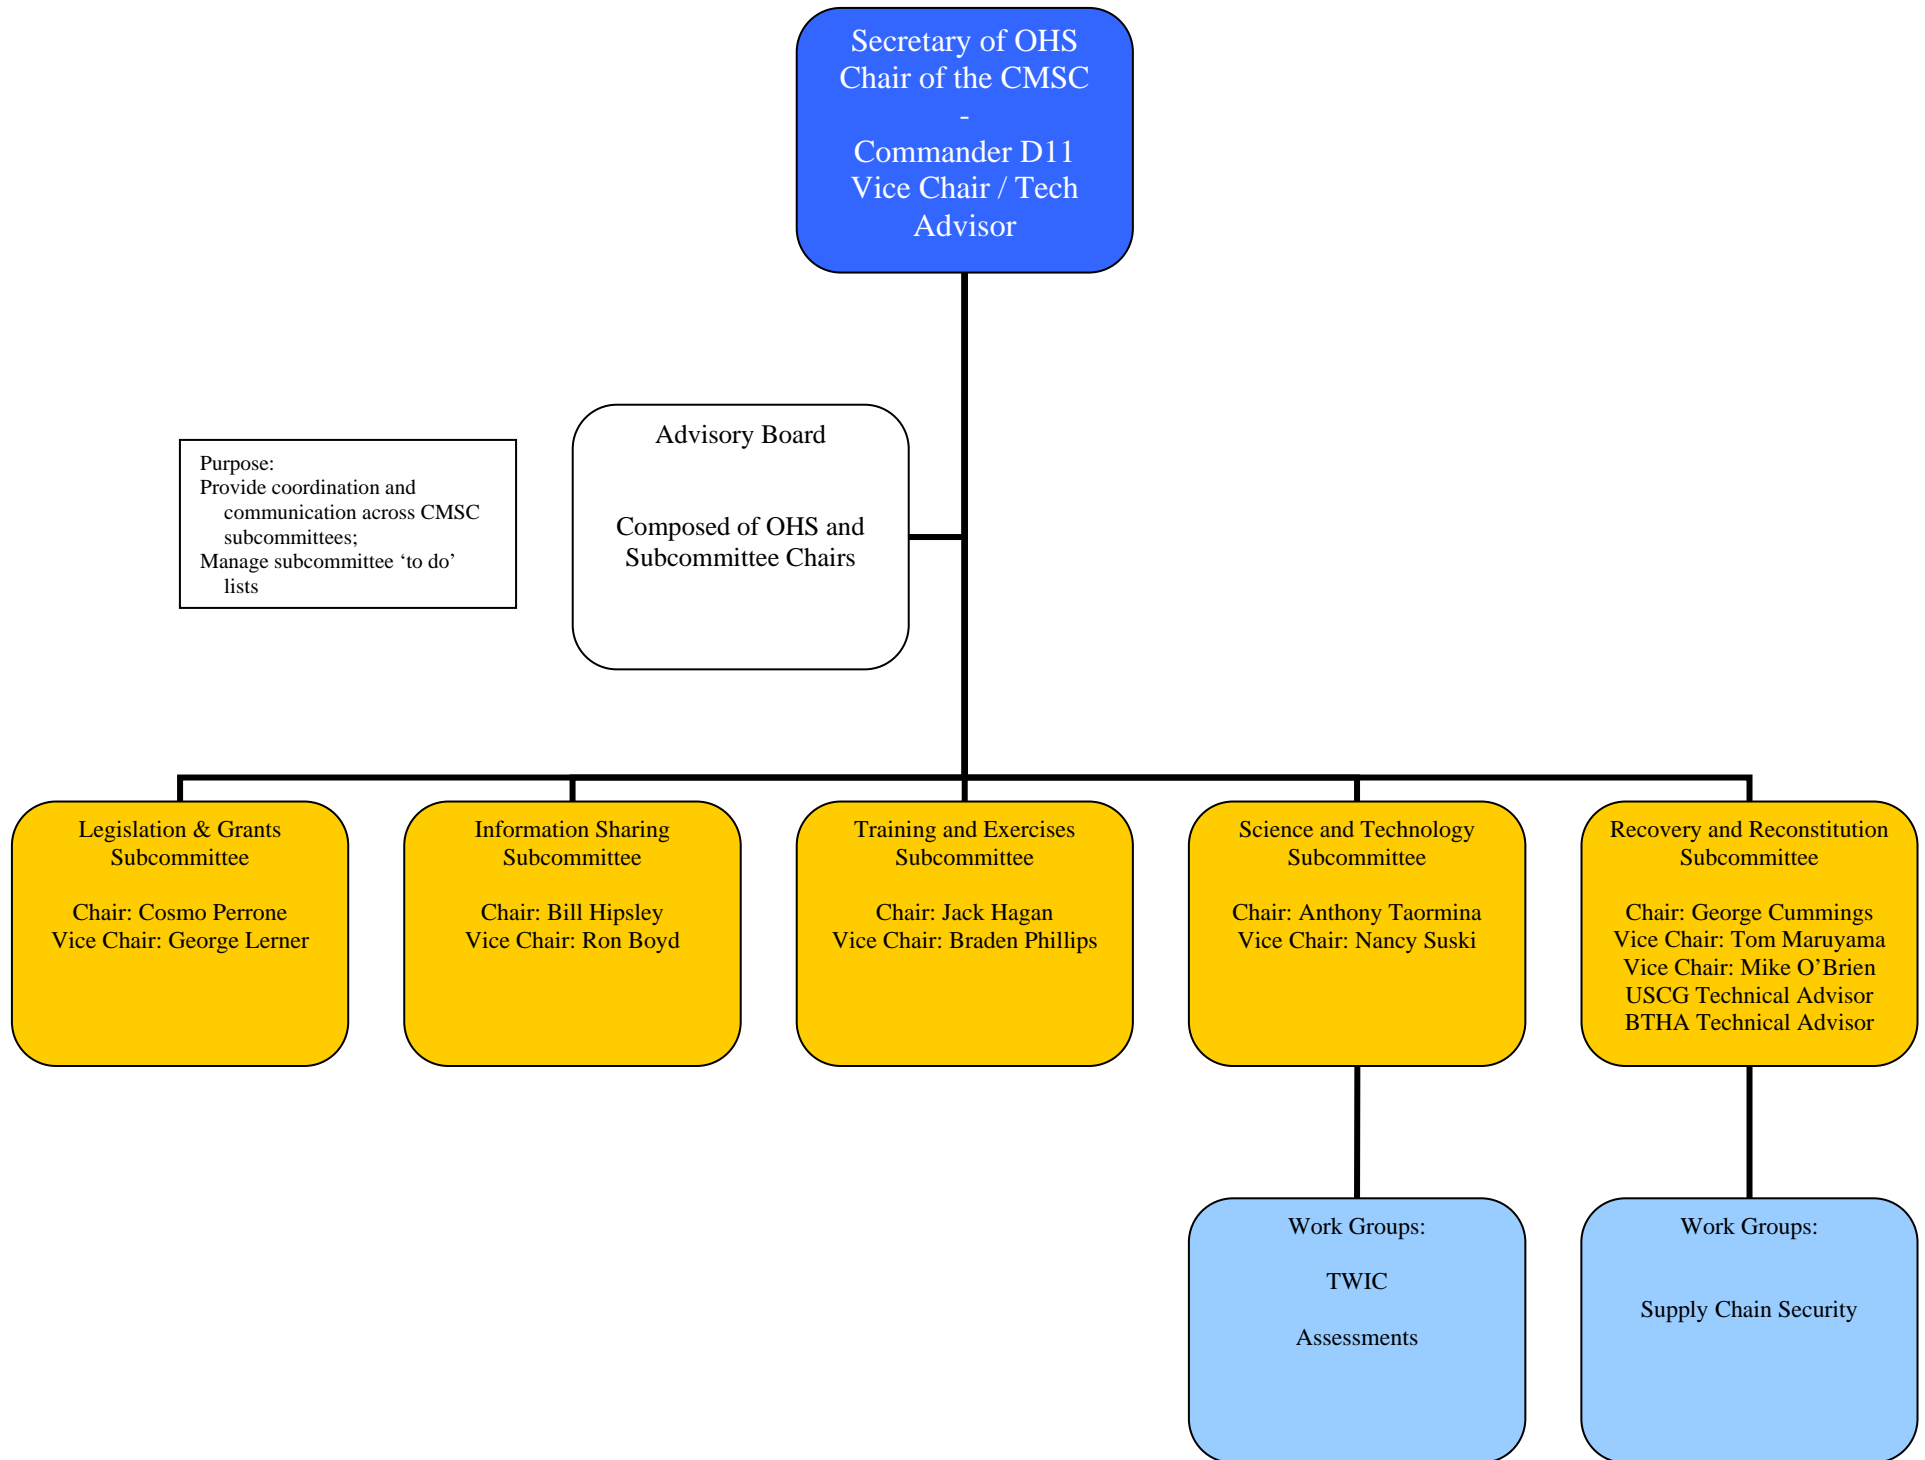 Secretary of OHS
Chair of the CMSC
-
Commander D11
Vice Chair / Tech
Advisor
Purpose:
Provide coordination and
communication across CMSC
subcommittees;
Manage subcommittee ‘to do’
lists
Advisory Board
Composed of OHS and
Subcommittee Chairs
Legislation & Grants
Subcommittee
Chair: Cosmo Perrone
Vice Chair: George Lerner
Information Sharing
Subcommittee
Chair: Bill Hipsley
Vice Chair: Ron Boyd
Training and Exercises
Subcommittee
Chair: Jack Hagan
Vice Chair: Braden Phillips
Science and Technology
Subcommittee
Chair: Anthony Taormina
Vice Chair: Nancy Suski
Recovery and Reconstitution
Subcommittee
Chair: George Cummings
Vice Chair: Tom Maruyama
Vice Chair: Mike O’Brien
USCG Technical Advisor
BTHA Technical Advisor
Work Groups:
TWIC
Assessments
Work Groups:
Supply Chain Security